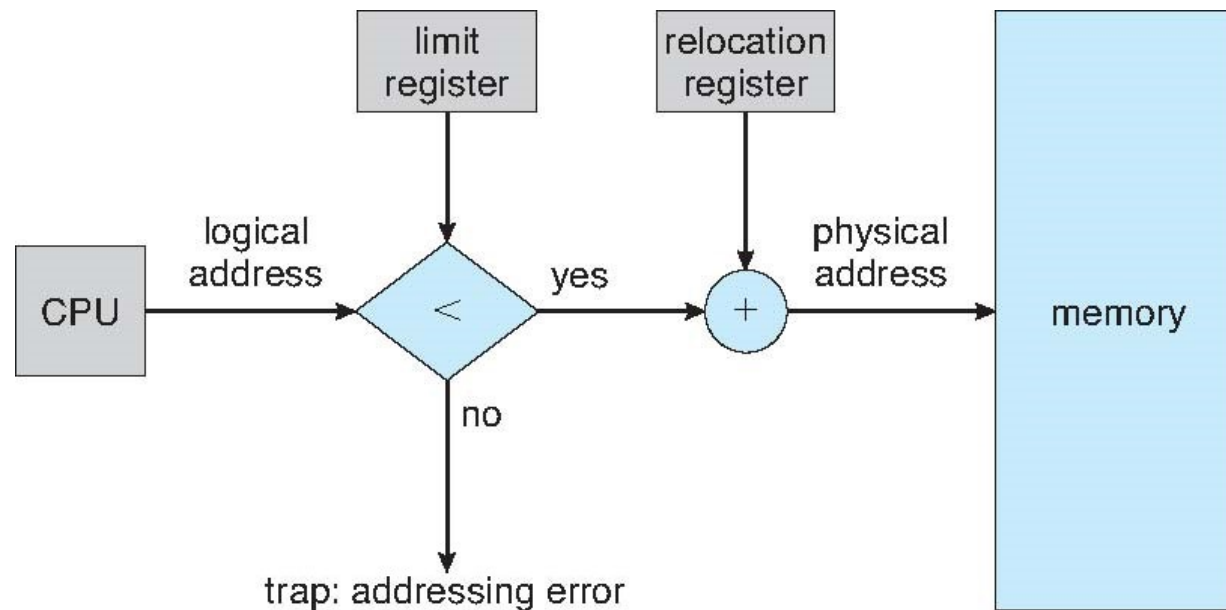 limit
register
relocation
register
logical
address
physical
address
CPU
<
yes
+
memory
no
trap: addressing error